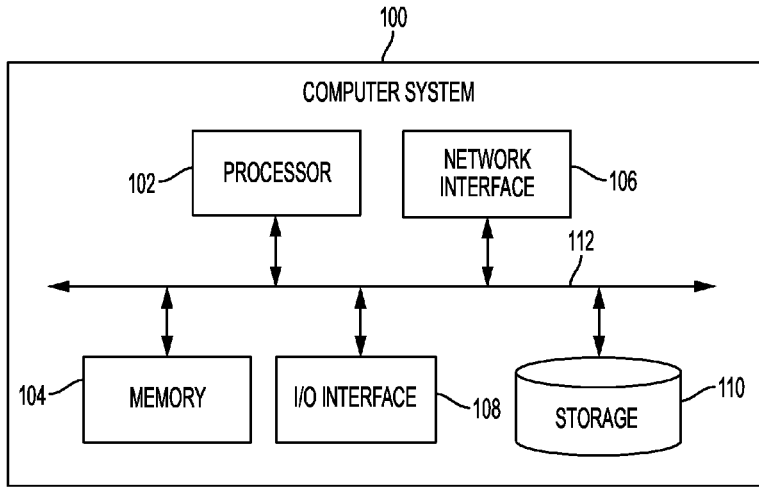 100
COMPUTER SYSTEM
102
PROCESSOR
NETWORK
INTERFACE
106
112
104
MEMORY
I/O INTERFACE
108
STORAGE
110